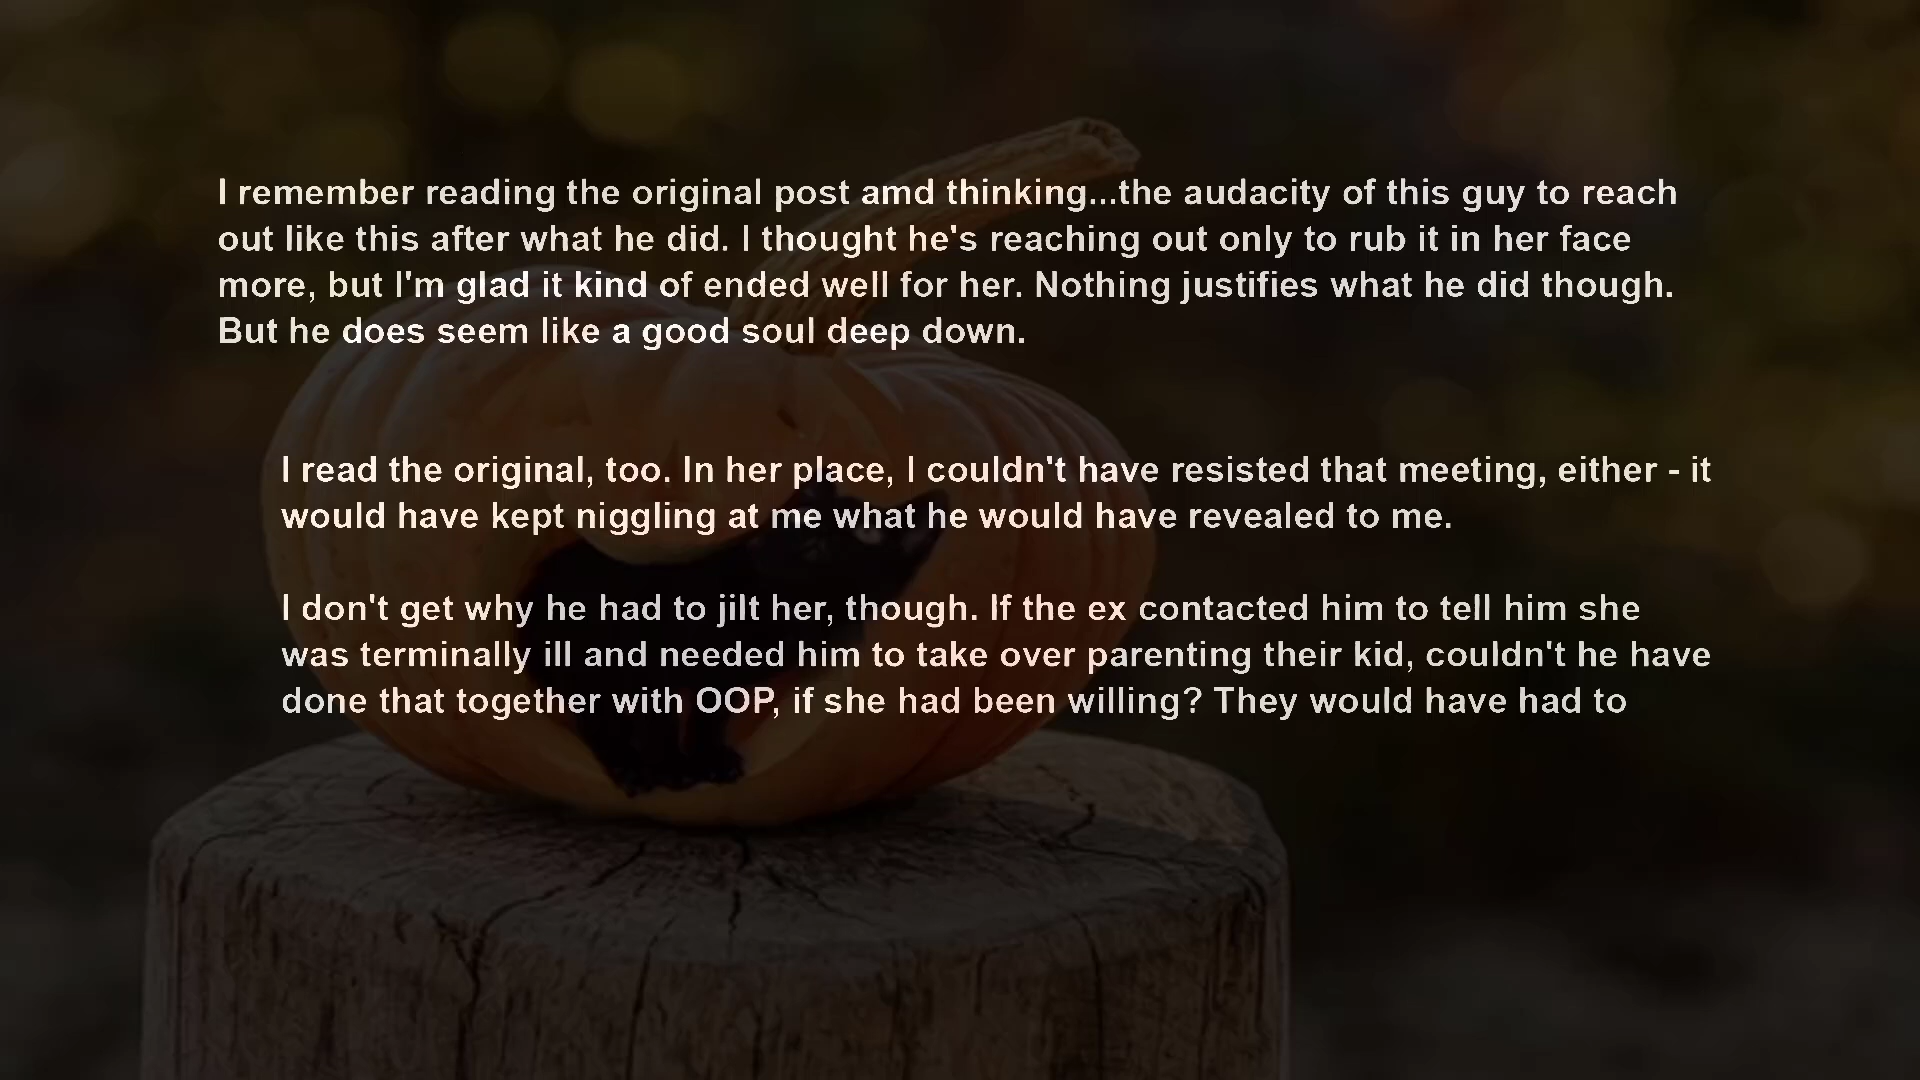 I remember reading the original post amd thinking...the audacity of this guy to reach
out like this after what he did. I thought he's reaching out only to rub it in her face
more, but I'm glad it kind of ended well for her. Nothing justifies what he did though.
But he does seem like a good soul deep down.
I read the original, too. In her place, I couldn't have resisted that meeting, either - it
would have kept niggling at me what he would have revealed to me.
I don't get why he had to jilt her, though. If the ex contacted him to tell him she
was terminally ill and needed him to take over parenting their kid, couldn't he have
done that together with OOP, if she had been willing? They would have had to